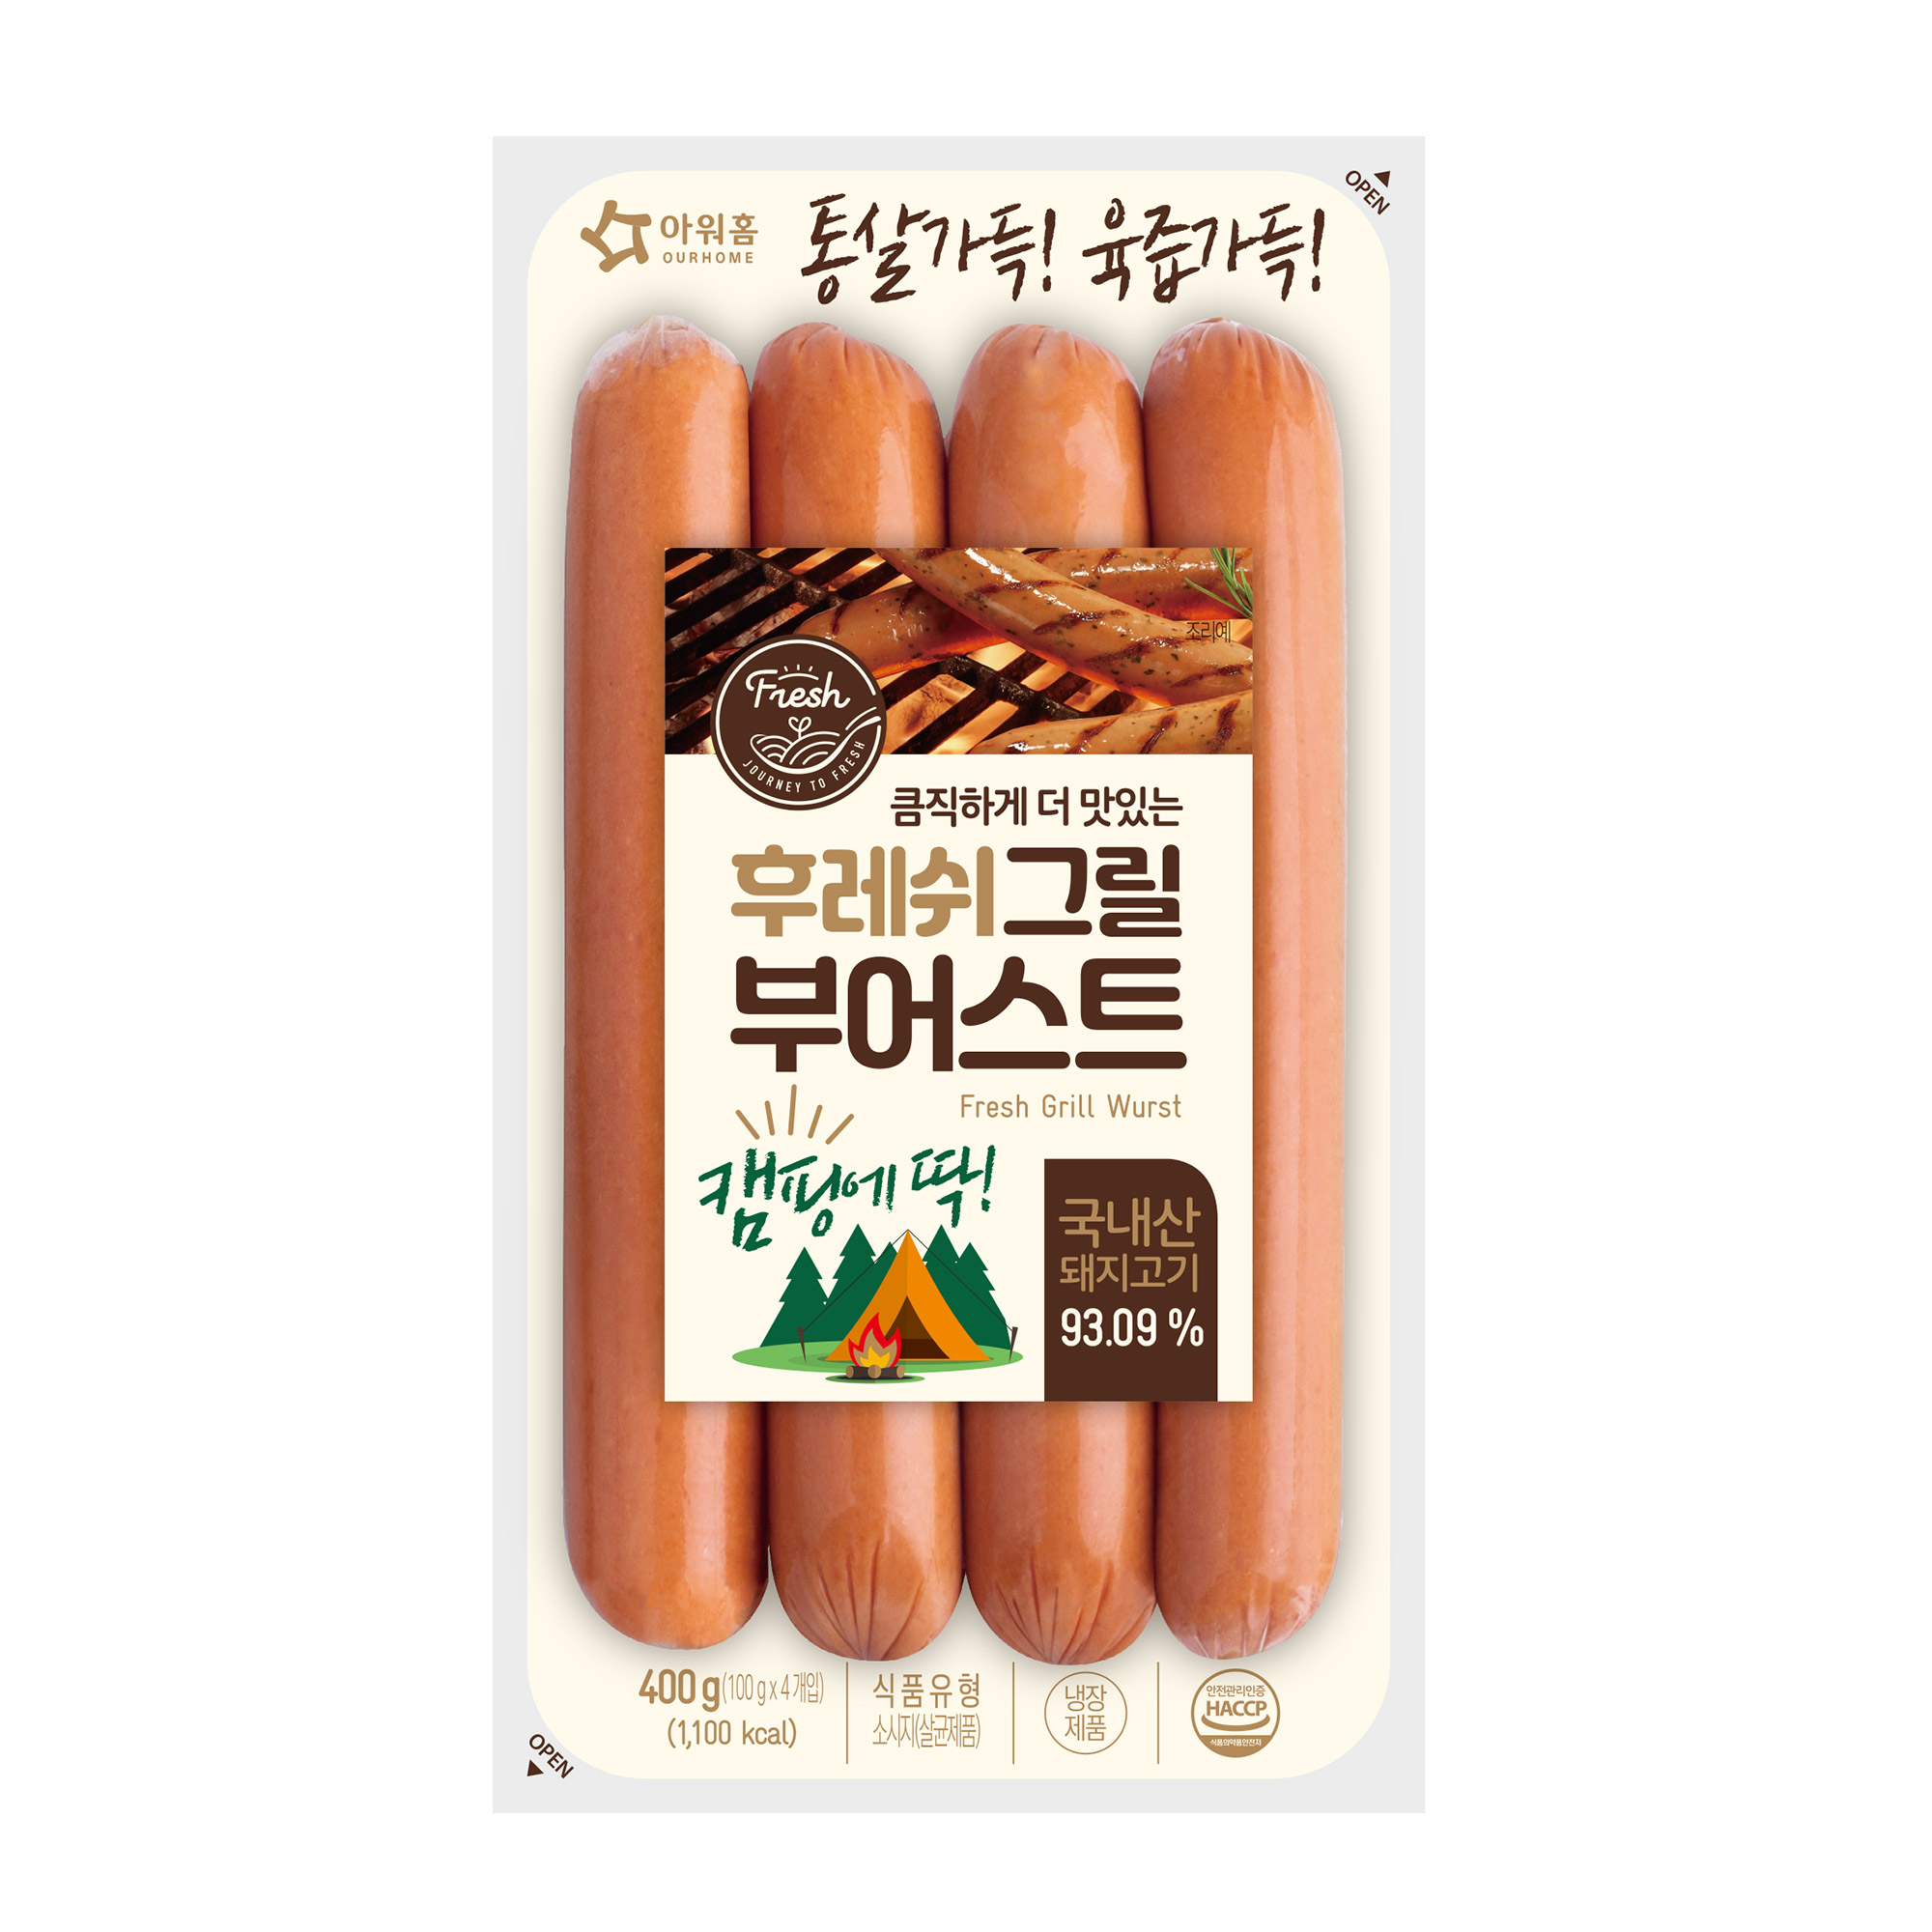 아워홈
OURHOME
통살가득! 육즙가득!
OPEN
조리예
Fresh
JOURNEY TO FRESH
큼직하게 더 맛있는
후레쉬그릴
부어스트
Fresh Grill Wurst
캠핑에 딱!
국내산
돼지고기
93.09 %
400 g (100 g x 4 개입)
(1,100 kcal)
식품유형
소시지(살균제품)
냉장
제품
안전관리인증
HACCP
식품의약품안전처
OPEN